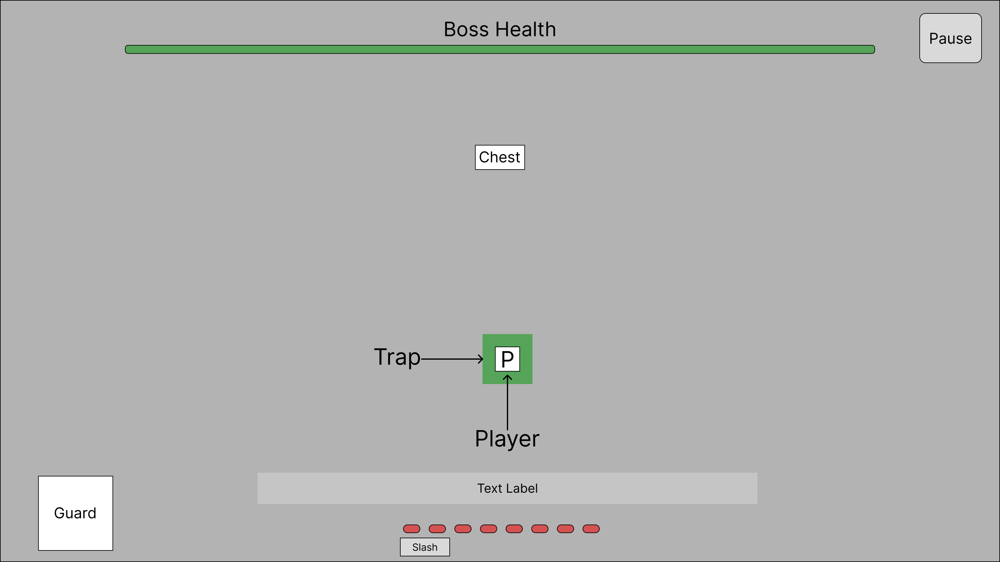 Boss Health
Pause
Chest
Trap
P
Player
Text Label
Guard
Slash